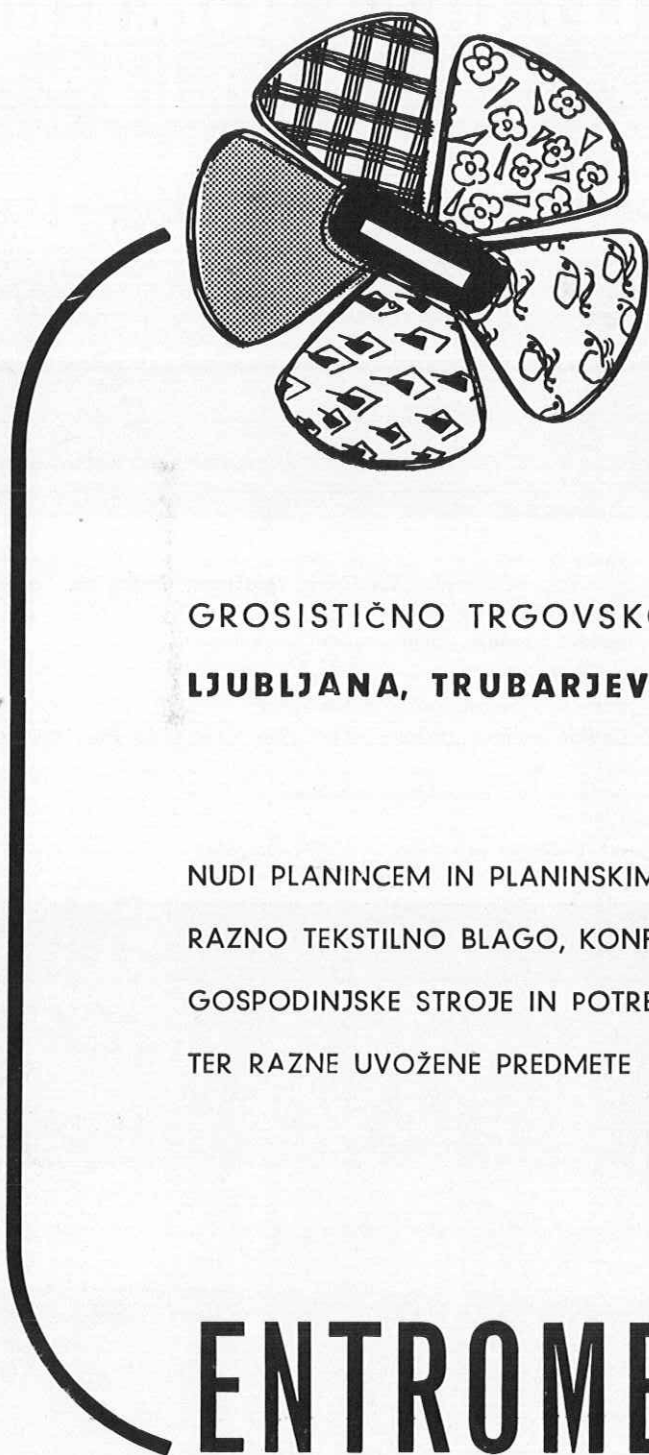 GROSISTIČNO TRGOVSKO
LJUBLJANA, TRUBARJEV
NUDI PLANINCEM IN PLANINSKIM
RAZNO TEKSTILNO BLAGO, KONF
GOSPODINJSKE STROJE IN POTRE
TER RAZNE UVOŽENE PREDMETE
ENTROME